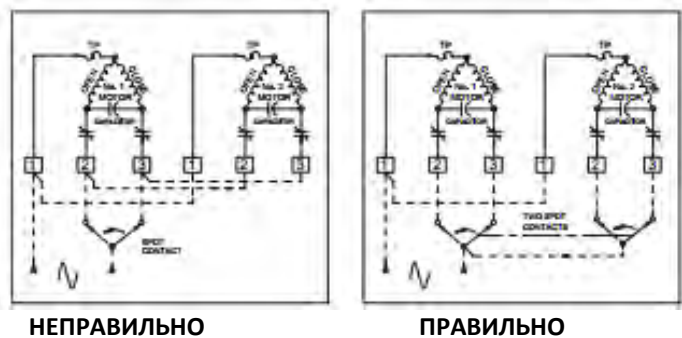 TP
TP
OPEN
CLOSE
No. 1
MOTOR
CAPACITOR
OPEN
CLOSE
No. 2
MOTOR
CAPACITOR
1
2
3
1
2
3
SPDT
CONTACT
TP
TP
OPEN
CLOSE
No. 1
MOTOR
CAPACITOR
OPEN
CLOSE
No. 2
MOTOR
CAPACITOR
1
2
3
1
2
3
TWO SPDT
CONTACTS
НЕПРАВИЛЬНО
ПРАВИЛЬНО